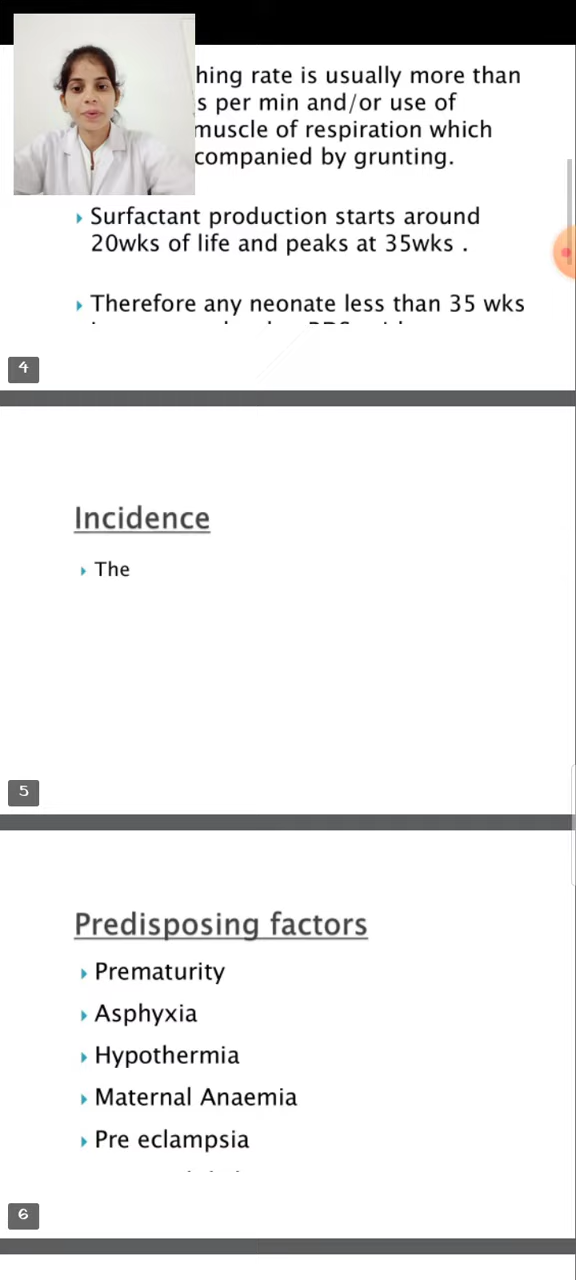 hing rate is usually more than
s per min and/or use of
muscle of respiration which
companied by grunting.
Surfactant production starts around
20wks of life and peaks at 35wks .
Therefore any neonate less than 35 wks
4
Incidence
The
5
Predisposing factors
Prematurity
Asphyxia
Hypothermia
Maternal Anaemia
Pre eclampsia
6